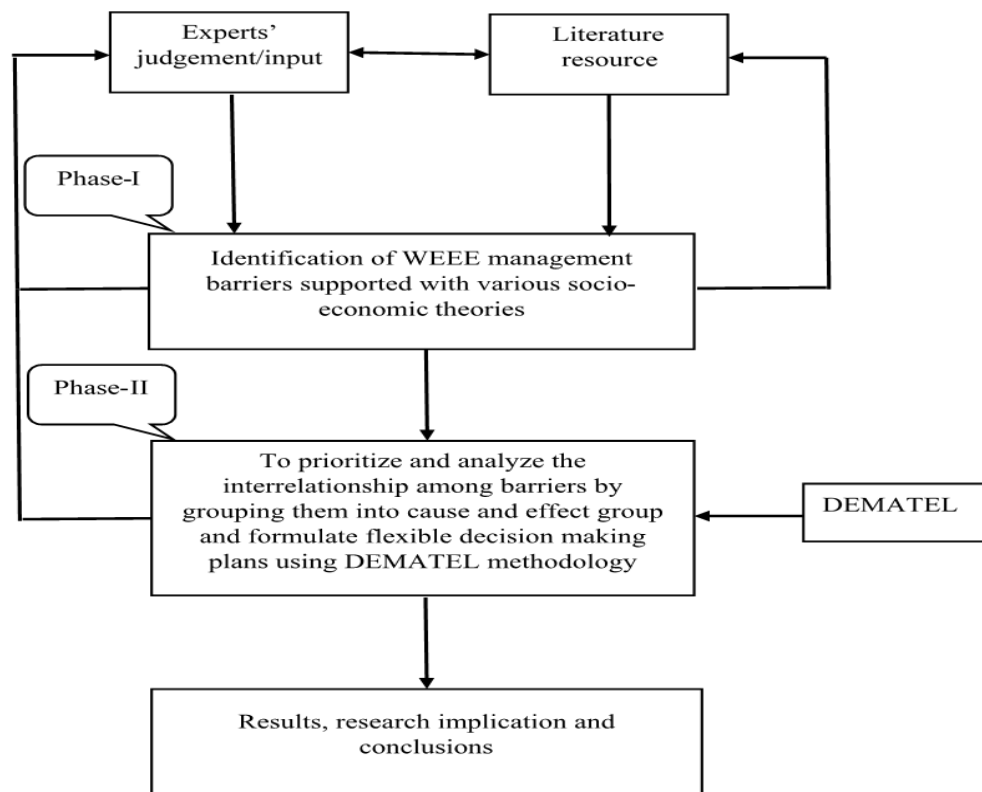 Experts’
judgement/input
Literature
resource
Phase-I
Identification of WEEE management
barriers supported with various socio-
economic theories
Phase-II
To prioritize and analyze the
interrelationship among barriers by
grouping them into cause and effect group
and formulate flexible decision making
plans using DEMATEL methodology
DEMATEL
Results, research implication and
conclusions